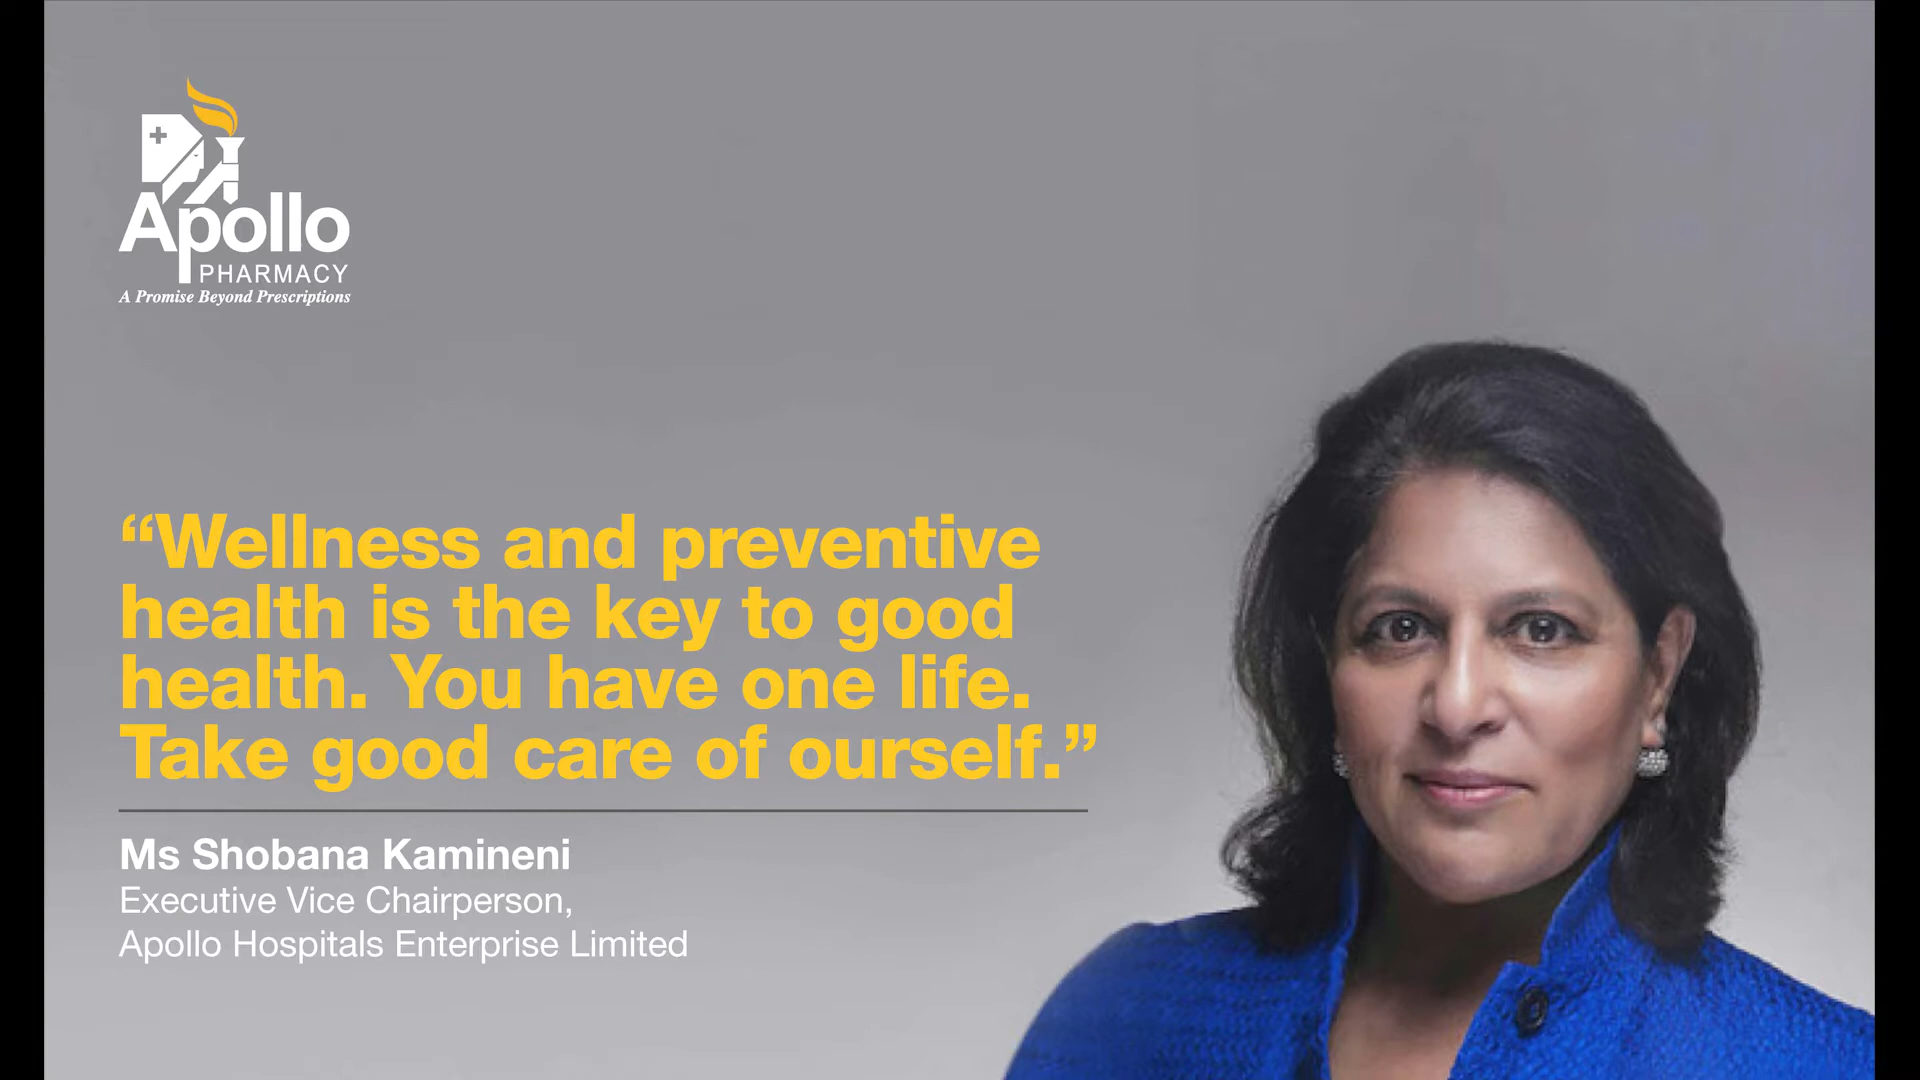 Apollo
PHARMACY
A Promise Beyond Prescriptions
“Wellness and preventive
health is the key to good
health. You have one life.
Take good care of ourself.”
Ms Shobana Kamineni
Executive Vice Chairperson,
Apollo Hospitals Enterprise Limited